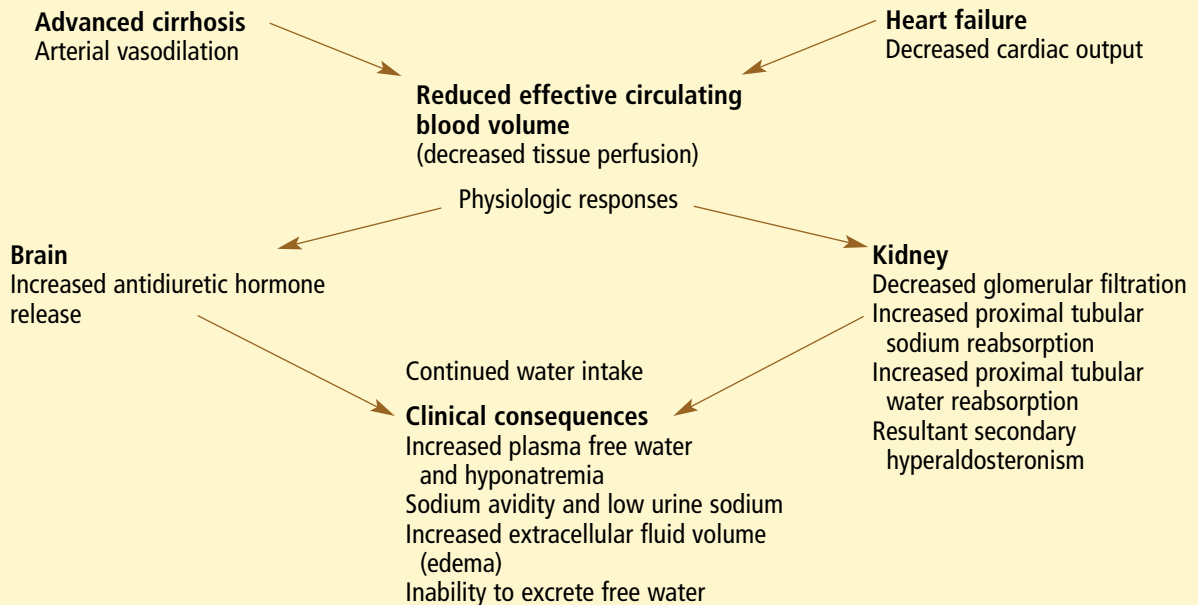 Advanced cirrhosis
Arterial vasodilation
Heart failure
Decreased cardiac output
Reduced effective circulating
blood volume
(decreased tissue perfusion)
Physiologic responses
Brain
Increased antidiuretic hormone
release
Kidney
Decreased glomerular filtration
Increased proximal tubular
sodium reabsorption
Increased proximal tubular
water reabsorption
Resultant secondary
hyperaldosteronism
Continued water intake
Clinical consequences
Increased plasma free water
and hyponatremia
Sodium avidity and low urine sodium
Increased extracellular fluid volume
(edema)
Inability to excrete free water